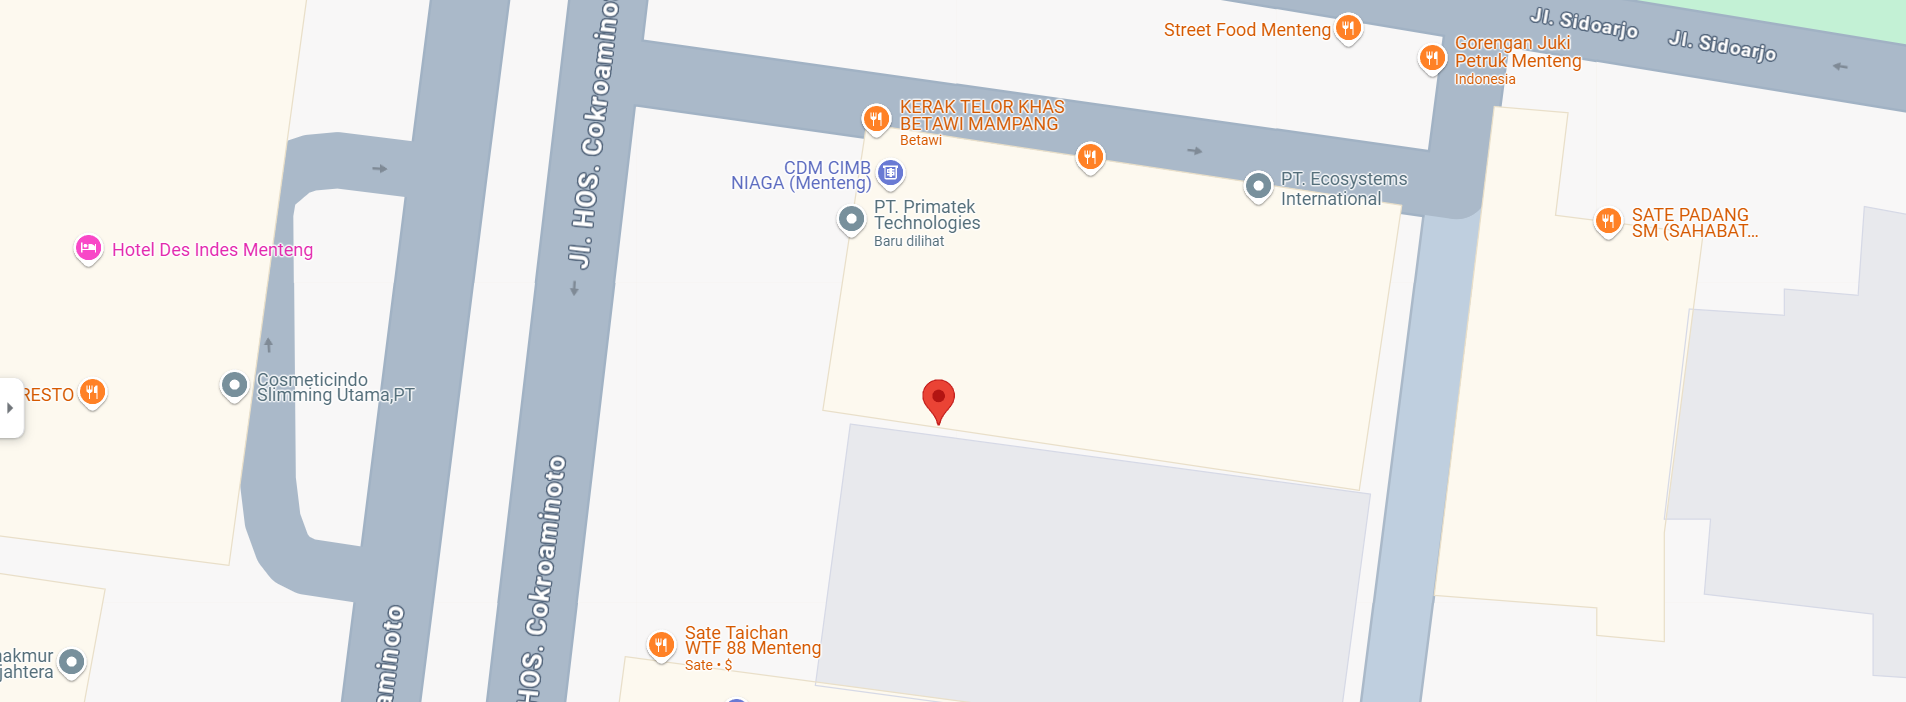 Jl. Sidoarjo
Jl. Sidoarjo
Street Food Menteng
Gorengan Juki
Petruk Menteng
Indonesia
Jl. HOS. Cokroamino
KERAK TELOR KHAS
BETAWI MAMPANG
Betawi
CDM CIMB
NIAGA (Menteng)
PT. Ecosystems
International
PT. Primatek
Technologies
Baru dilihat
SATE PADANG
SM (SAHABAT...
Hotel Des Indes Menteng
RESTO
Cosmeticindo
Slimming Utama,PT
HOS. Cokroaminoto
aminoto
Sate Taichan
WTF 88 Menteng
Sate • $
akmur
jahtera